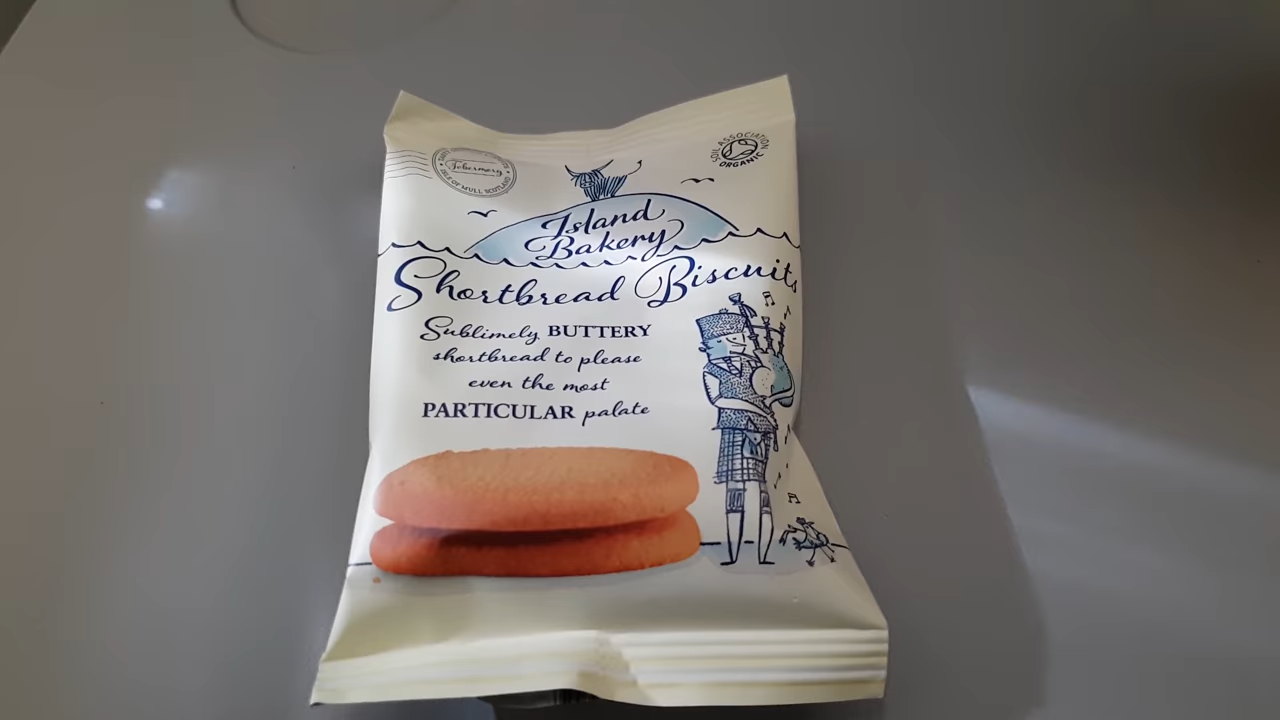 Tobermory
ISLE OF MULL SCOTLAND
SOIL ASSOCIATION
ORGANIC
Island
Bakery
Shortbread Biscuits
Sublimely BUTTERY
shortbread to please
even the most
PARTICULAR palate